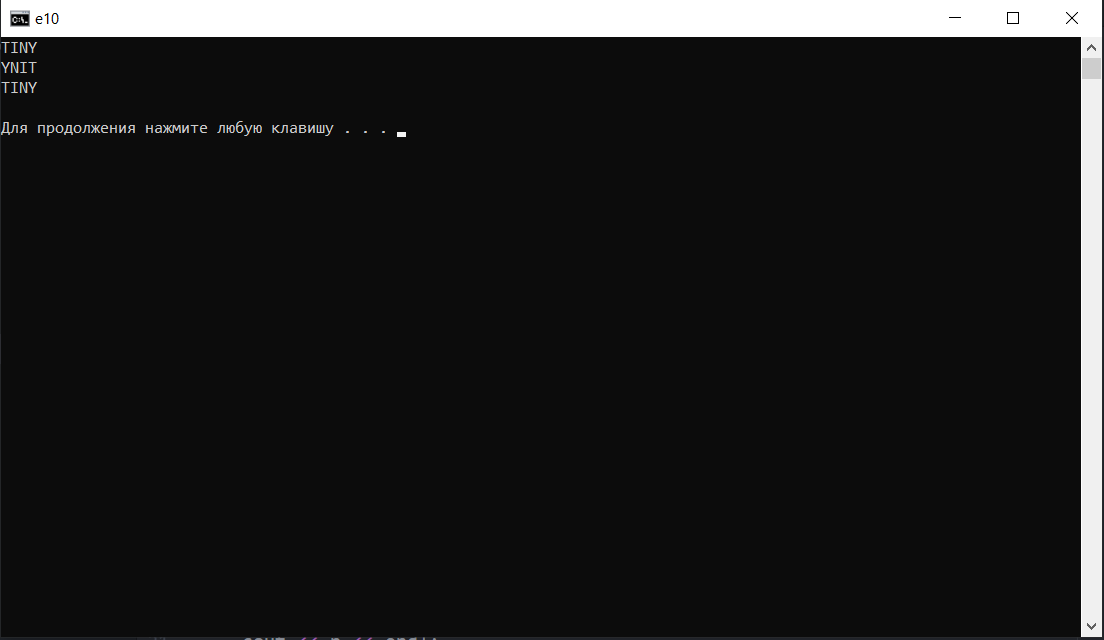 e10
TINY
YNIT
TINY
Для продолжения нажмите любую клавишу . . .